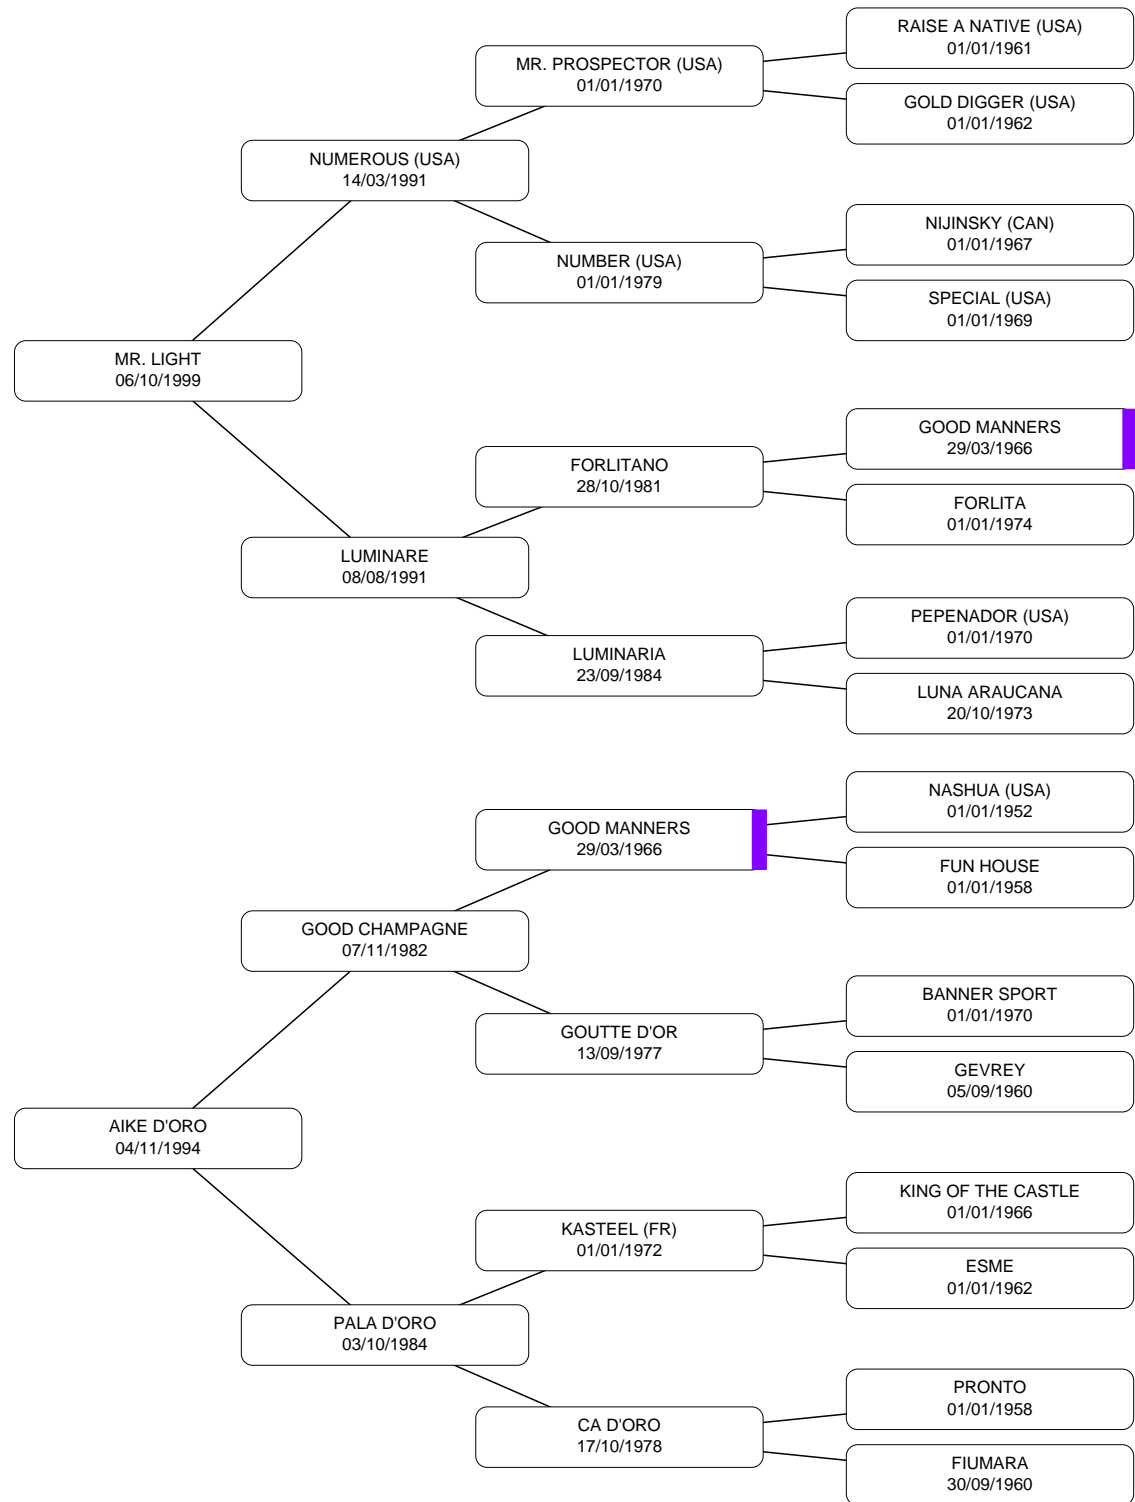 RAISE A NATIVE (USA)
01/01/1961
MR. PROSPECTOR (USA)
01/01/1970
GOLD DIGGER (USA)
01/01/1962
NUMEROUS (USA)
14/03/1991
NIJINSKY (CAN)
01/01/1967
NUMBER (USA)
01/01/1979
SPECIAL (USA)
01/01/1969
MR. LIGHT
06/10/1999
GOOD MANNERS
29/03/1966
FORLITANO
28/10/1981
FORLITA
01/01/1974
LUMINARE
08/08/1991
PEPENADOR (USA)
01/01/1970
LUMINARIA
23/09/1984
LUNA ARAUCANA
20/10/1973
NASHUA (USA)
01/01/1952
GOOD MANNERS
29/03/1966
FUN HOUSE
01/01/1958
GOOD CHAMPAGNE
07/11/1982
BANNER SPORT
01/01/1970
GOUTTE D'OR
13/09/1977
GEVREY
05/09/1960
AIKE D'ORO
04/11/1994
KING OF THE CASTLE
01/01/1966
KASTEEL (FR)
01/01/1972
ESME
01/01/1962
PALA D'ORO
03/10/1984
PRONTO
01/01/1958
CA D'ORO
17/10/1978
FIUMARA
30/09/1960